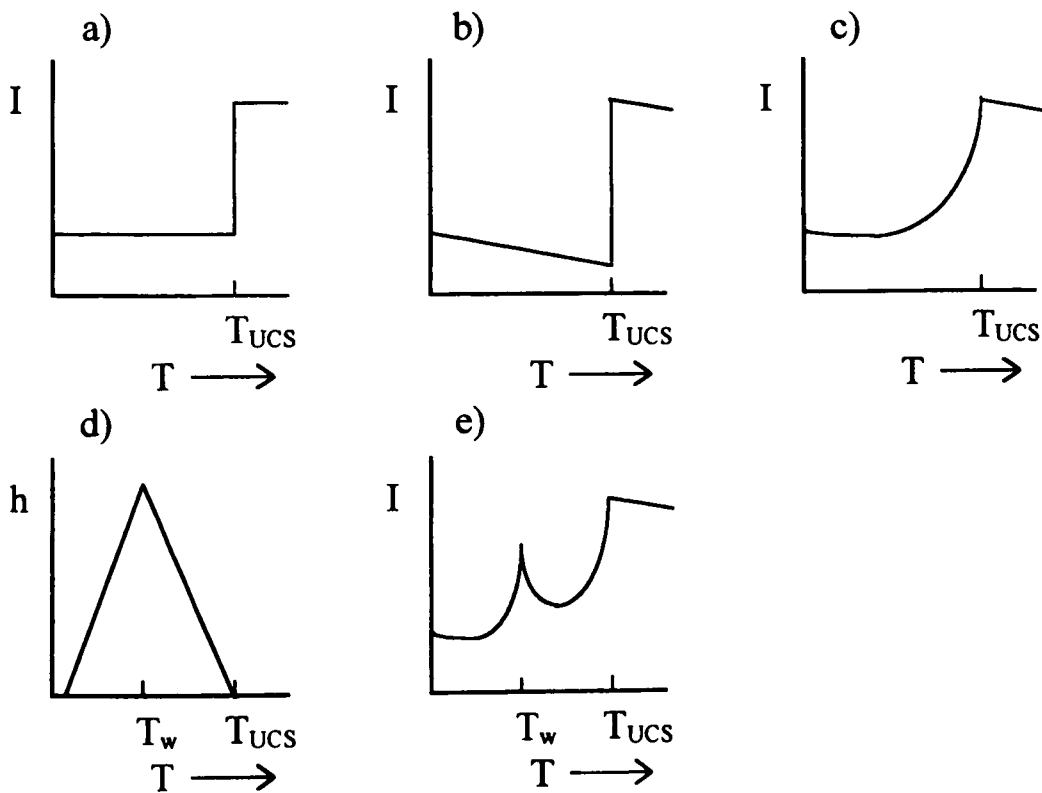 a)
I
T_UCS
T →
b)
I
T_UCS
T →
c)
I
T_UCS
T →
d)
h
T_w T_UCS
T →
e)
I
T_w T_UCS
T →